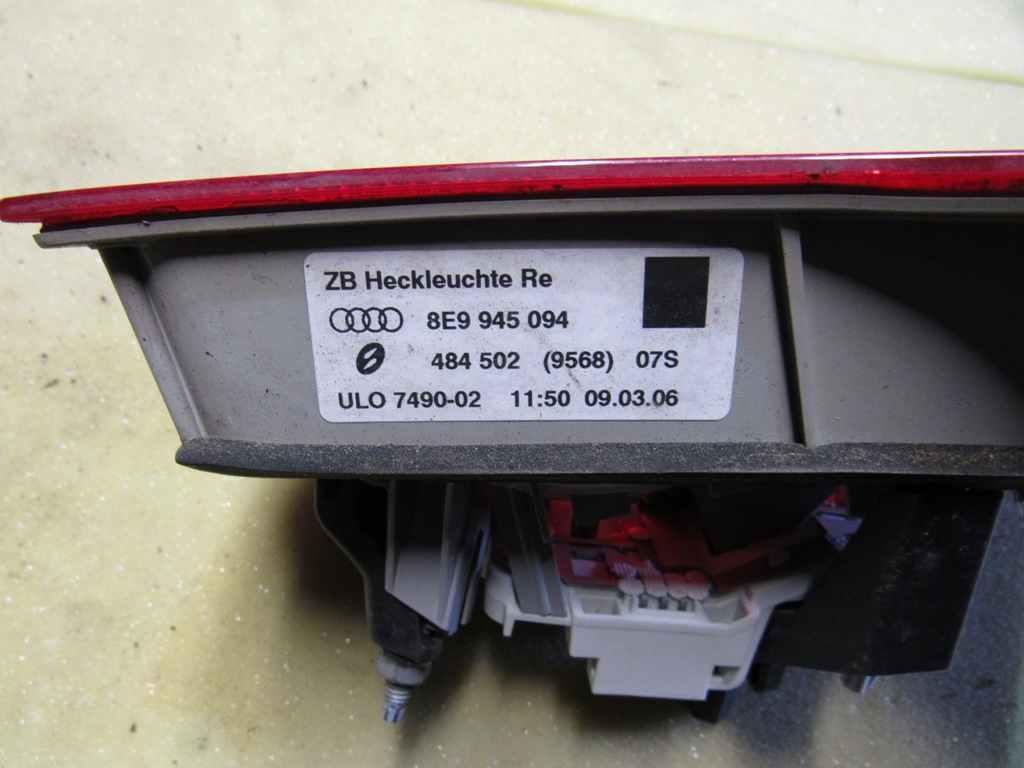 ZB Heckleuchte Re
8E9 945 094
484 502 (9568) 07S
ULO 7490-02 11:50 09.03.06